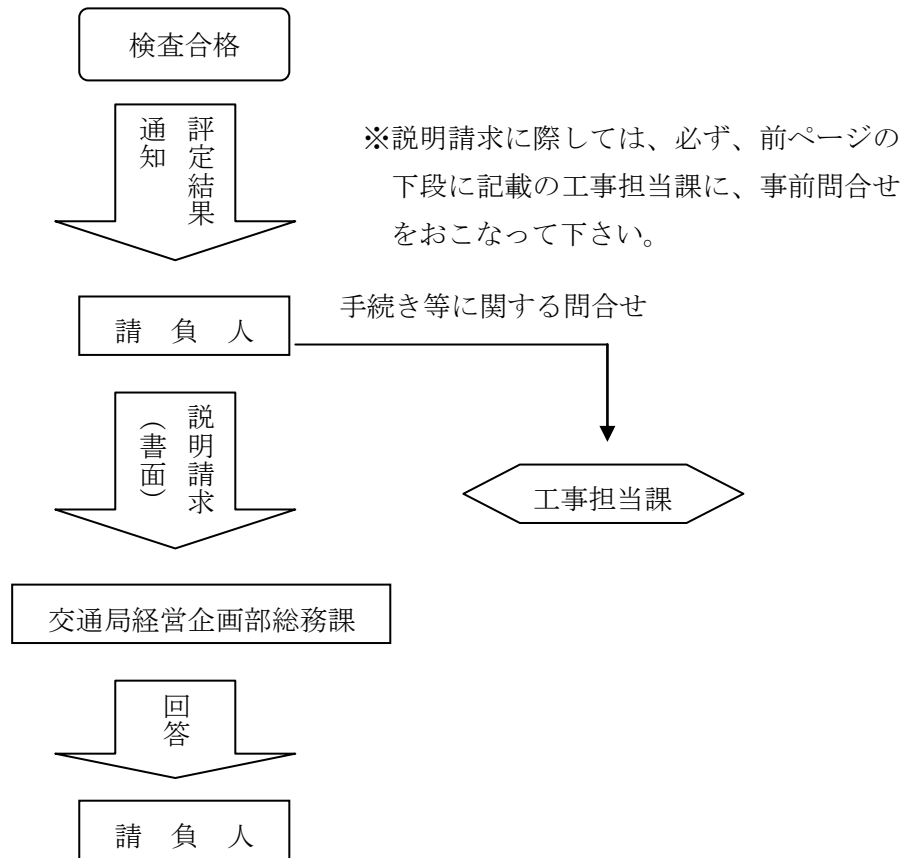 検査合格
評定結果
通知
※説明請求に際しては、必ず、前ページの
下段に記載の工事担当課に、事前問合せ
をおこなって下さい。
請　負　人
手続き等に関する問合せ
説明請求
（書面）
工事担当課
交通局経営企画部総務課
回答
請　負　人